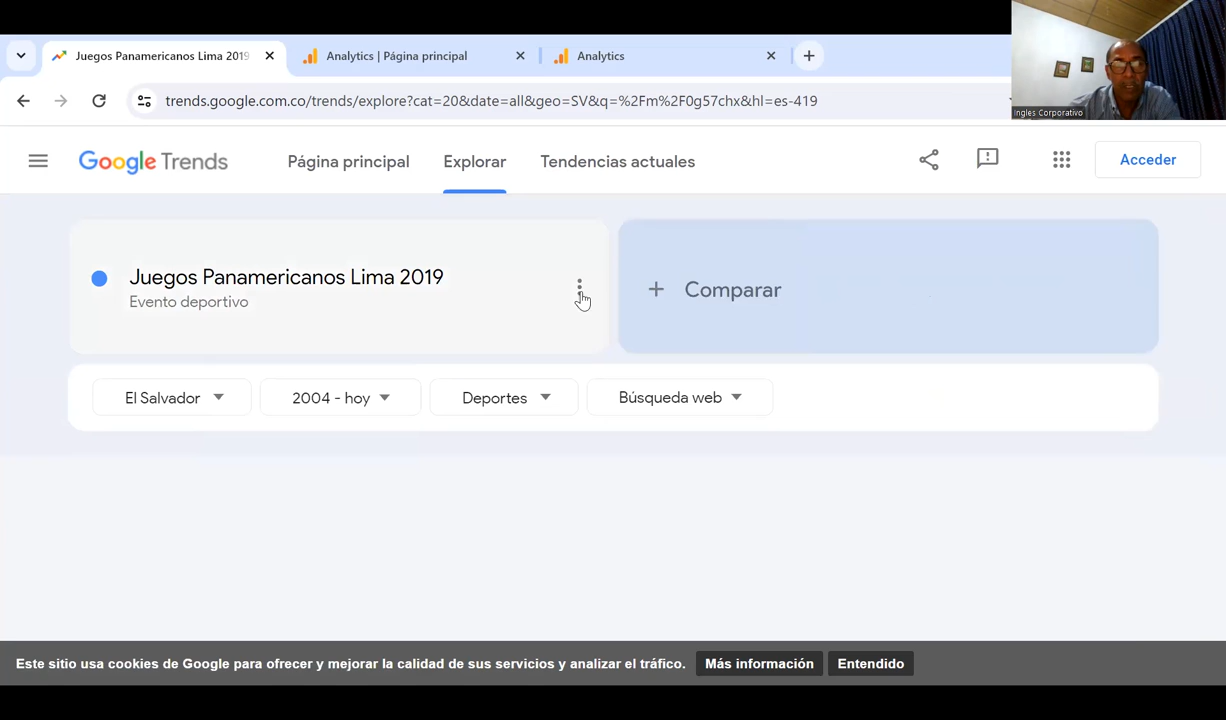 Juegos Panamericanos Lima 2019
Analytics | Página principal
Analytics
trends.google.com.co/trends/explore?cat=20&date=all&geo=SV&q=%2Fm%2F0g57chx&hl=es-419
Ingles Corporativo
Google Trends
Página principal
Explorar
Tendencias actuales
Acceder
Juegos Panamericanos Lima 2019
Evento deportivo
+ Comparar
El Salvador
2004 - hoy
Deportes
Búsqueda web
Este sitio usa cookies de Google para ofrecer y mejorar la calidad de sus servicios y analizar el tráfico.
Más información
Entendido